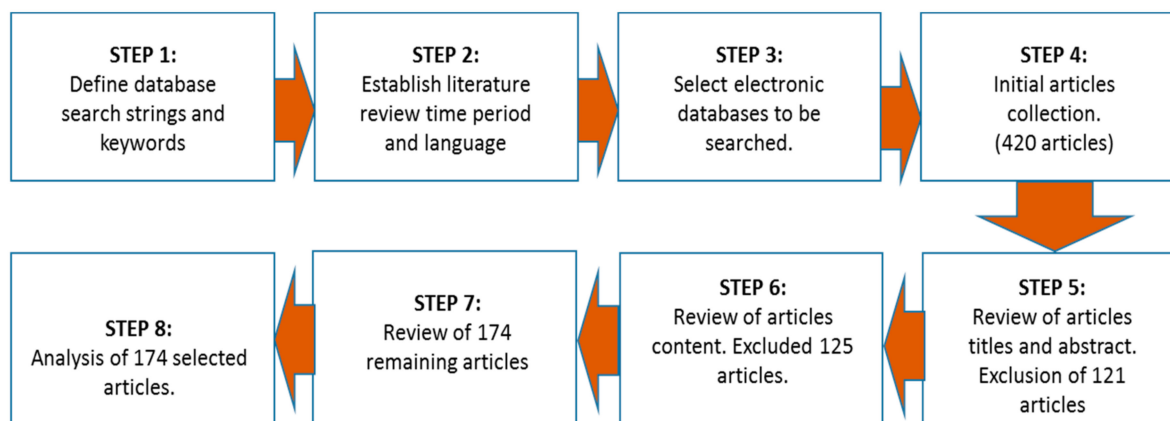 STEP 1:
Define database
search strings and
keywords
STEP 2:
Establish literature
review time period
and language
STEP 3:
Select electronic
databases to be
searched.
STEP 4:
Initial articles
collection.
(420 articles)
STEP 5:
Review of articles
titles and abstract.
Exclusion of 121
articles
STEP 6:
Review of articles
content. Excluded 125
articles.
STEP 7:
Review of 174
remaining articles
STEP 8:
Analysis of 174 selected
articles.